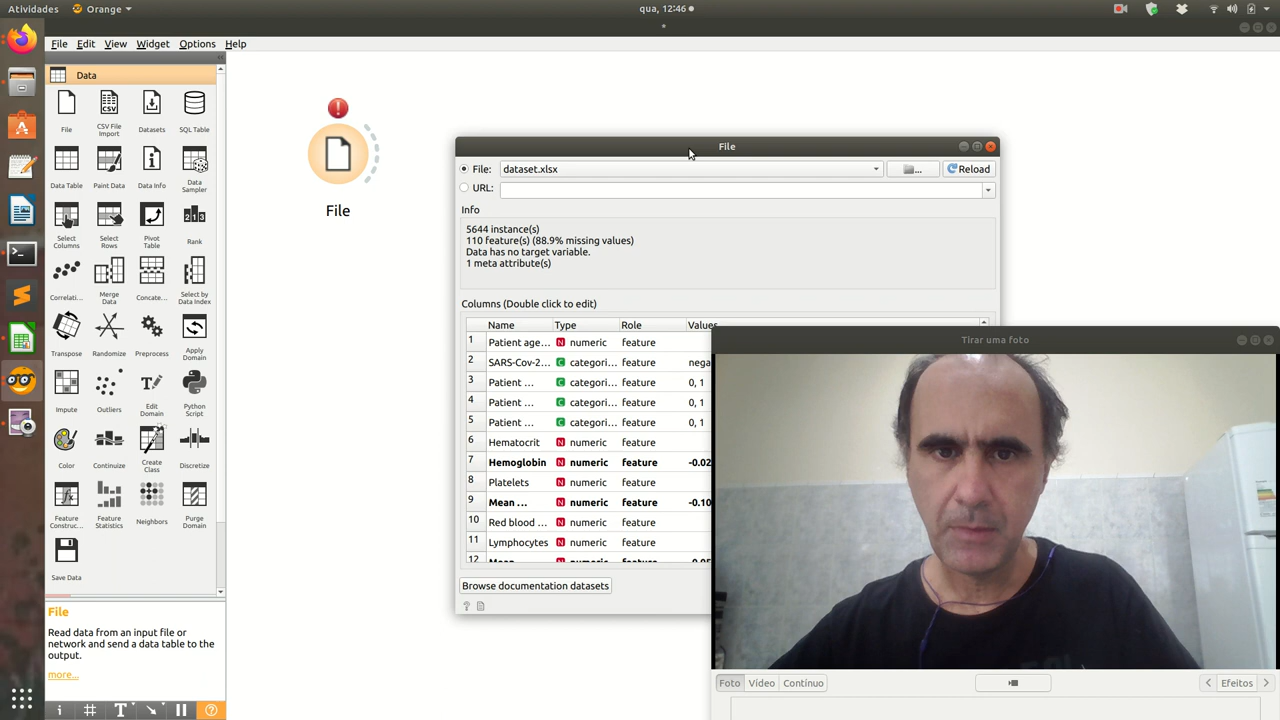 Atividades
Orange
qua, 12:46
File Edit View Widget Options Help
Data
File
CSV File Import
Datasets
SQL Table
Data Table
Paint Data
Data Info
Data Sampler
Select Columns
Select Rows
Pivot Table
Rank
Correlati...
Merge Data
Concate...
Select by Data Index
Transpose
Randomize
Preprocess
Apply Domain
Impute
Outliers
Edit Domain
Python Script
Color
Continuize
Create Class
Discretize
Feature Construc...
Feature Statistics
Neighbors
Purge Domain
Save Data
File
Read data from an input file or
network and send a data table to the
output.
more...
File
File
File: dataset.xlsx
... Reload
URL:
Info
5644 instance(s)
110 feature(s) (88.9% missing values)
Data has no target variable.
1 meta attribute(s)
Columns (Double click to edit)
Name Type Role Values
1 Patient age... N numeric feature
2 SARS-Cov-2... C categori... feature nega
3 Patient ... C categori... feature 0, 1
4 Patient ... C categori... feature 0, 1
5 Patient ... C categori... feature 0, 1
6 Hematocrit N numeric feature
7 Hemoglobin N numeric feature -0.02
8 Platelets N numeric feature
9 Mean ... N numeric feature -0.10
10 Red blood ... N numeric feature
11 Lymphocytes N numeric feature
12 Mean ... N numeric feature
Browse documentation datasets
Tirar uma foto
Foto Vídeo Contínuo
Efeitos